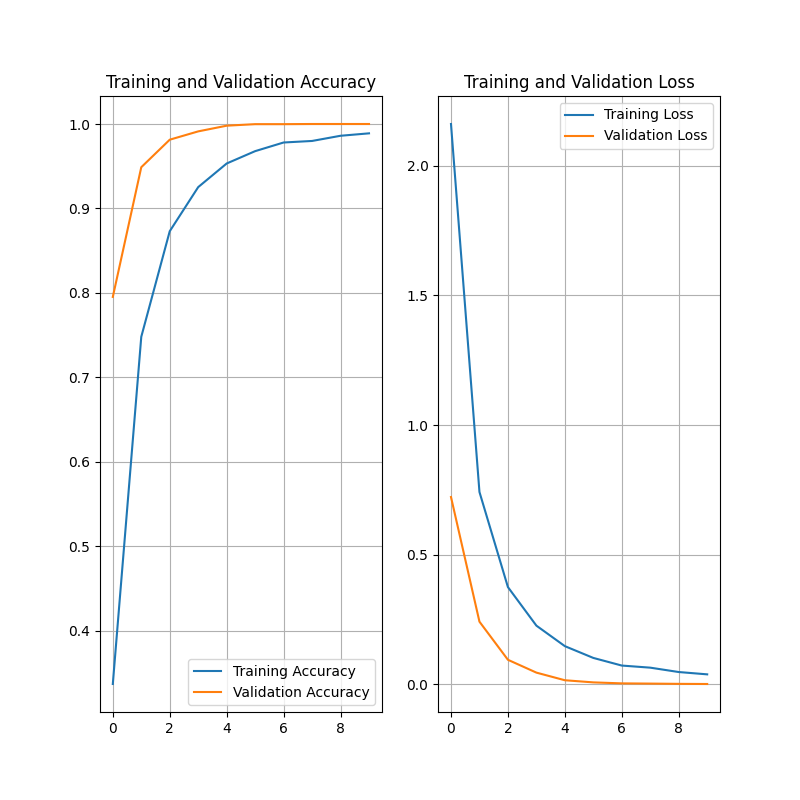 Training and Validation Accuracy
1.0
0.9
0.8
0.7
0.6
0.5
0.4
0 2 4 6 8
Training Accuracy
Validation Accuracy
Training and Validation Loss
2.0
1.5
1.0
0.5
0.0
0 2 4 6 8
Training Loss
Validation Loss